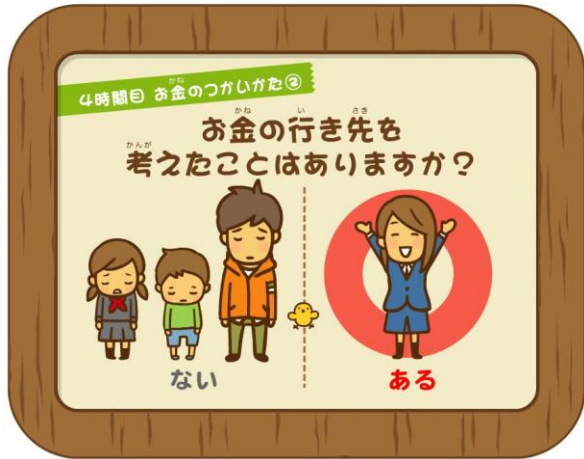 4時間目 お金のつかいかた②
お金の行き先を
考えたことはありますか？
ない
ある